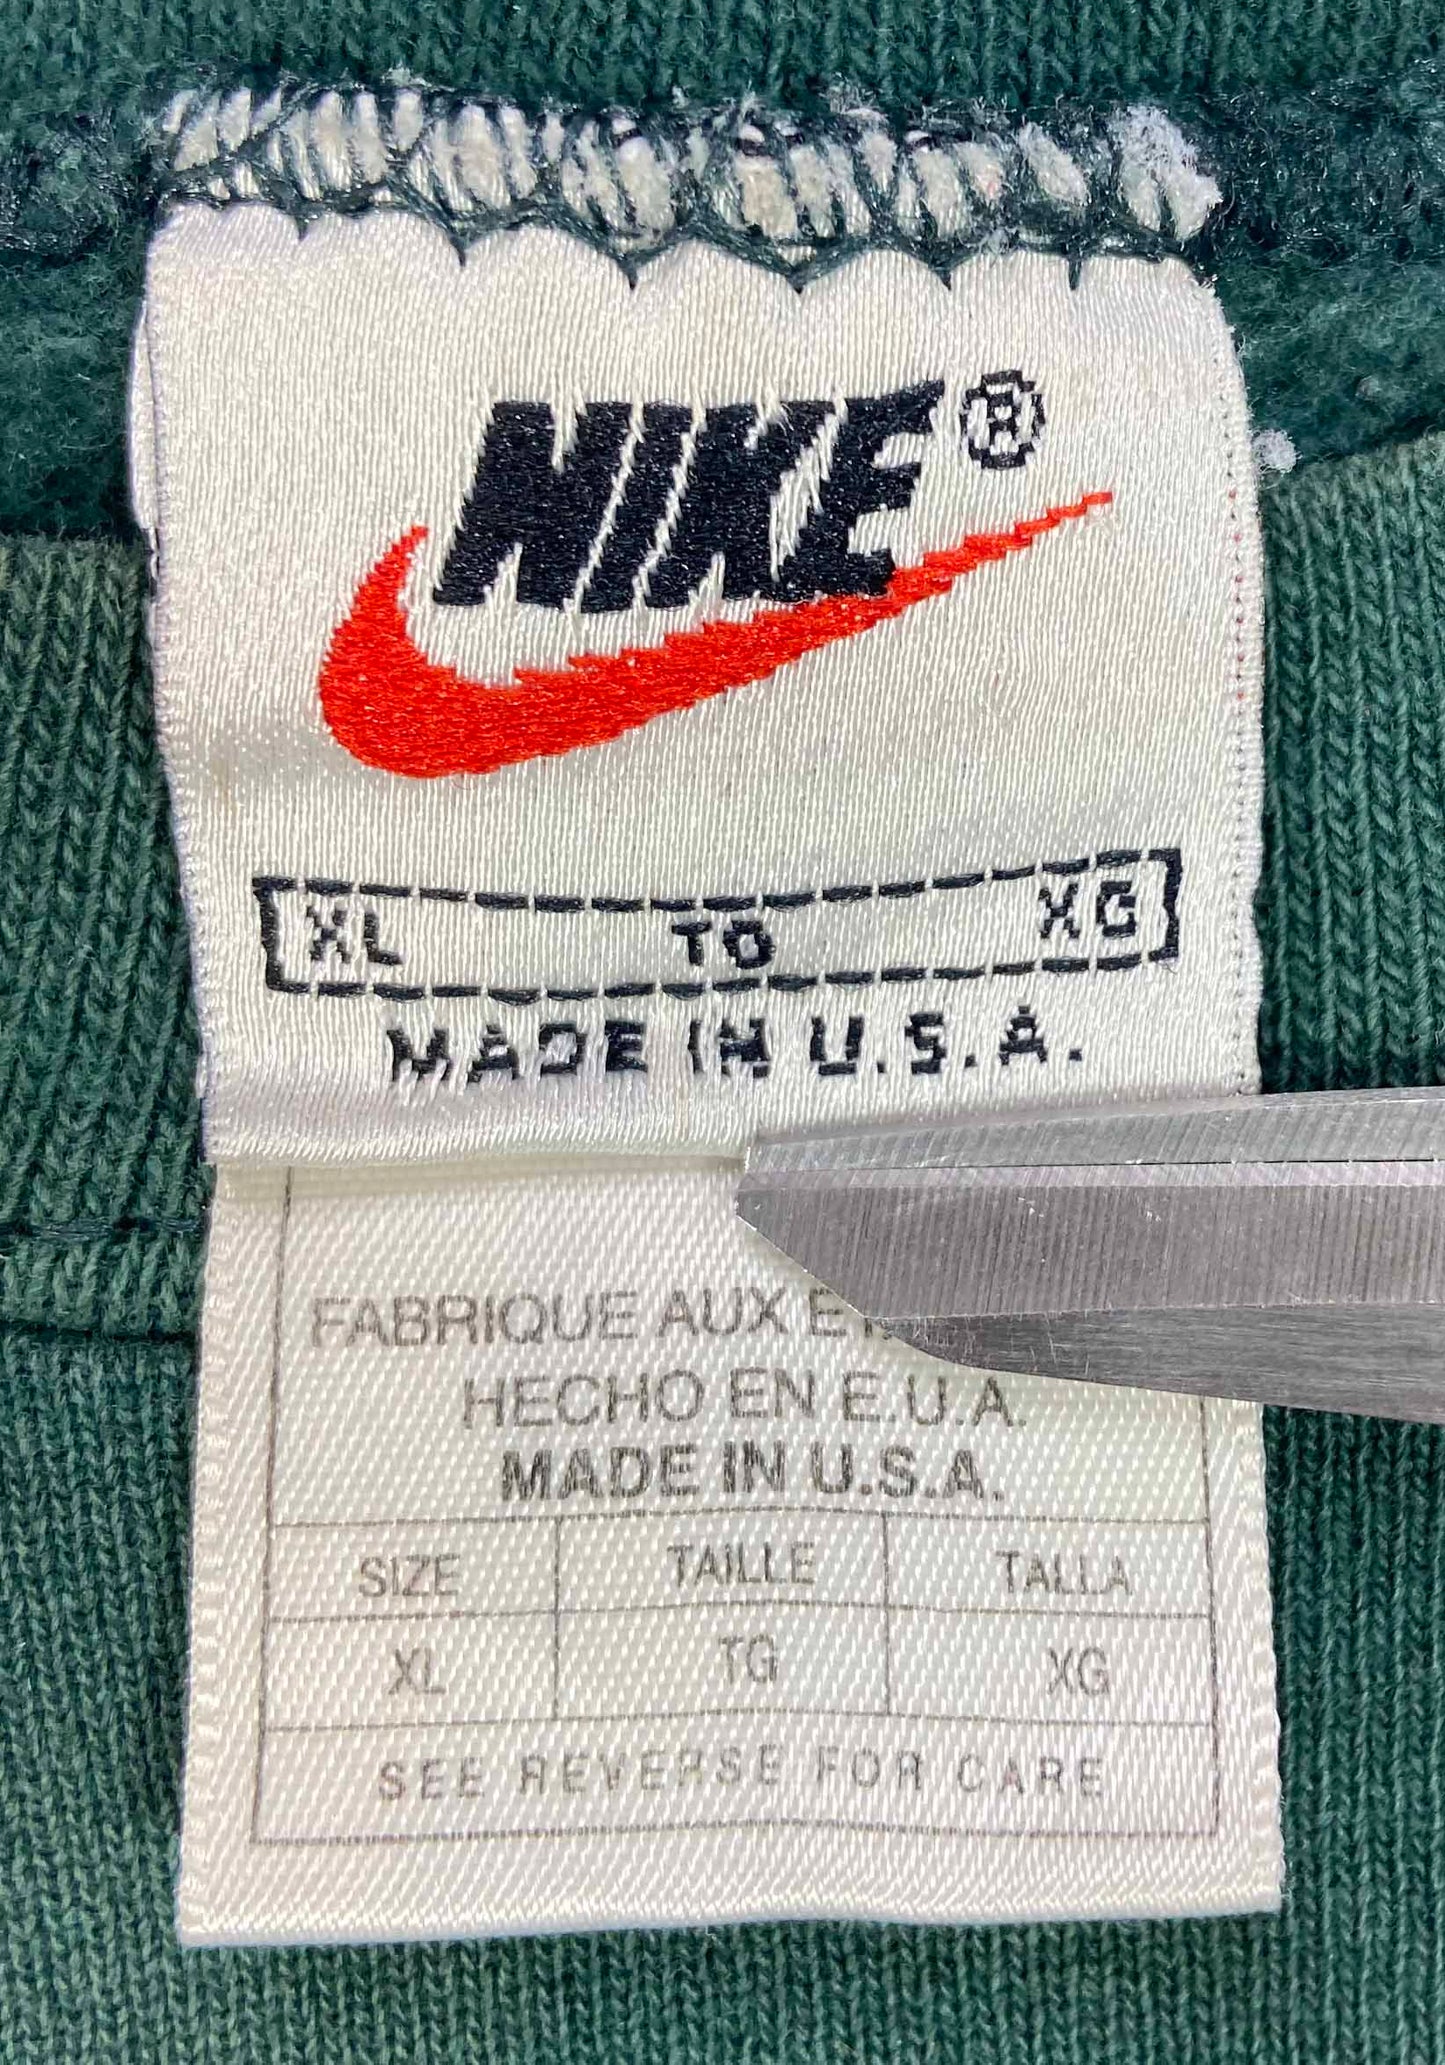 NIKE®
XL TO XG
MADE IN U.S.A.
FABRIQUE AUX
HECHO EN E.U.A.
MADE IN U.S.A.
SIZE TAILLE TALLA
XL TG XG
SEE REVERSE FOR CARE